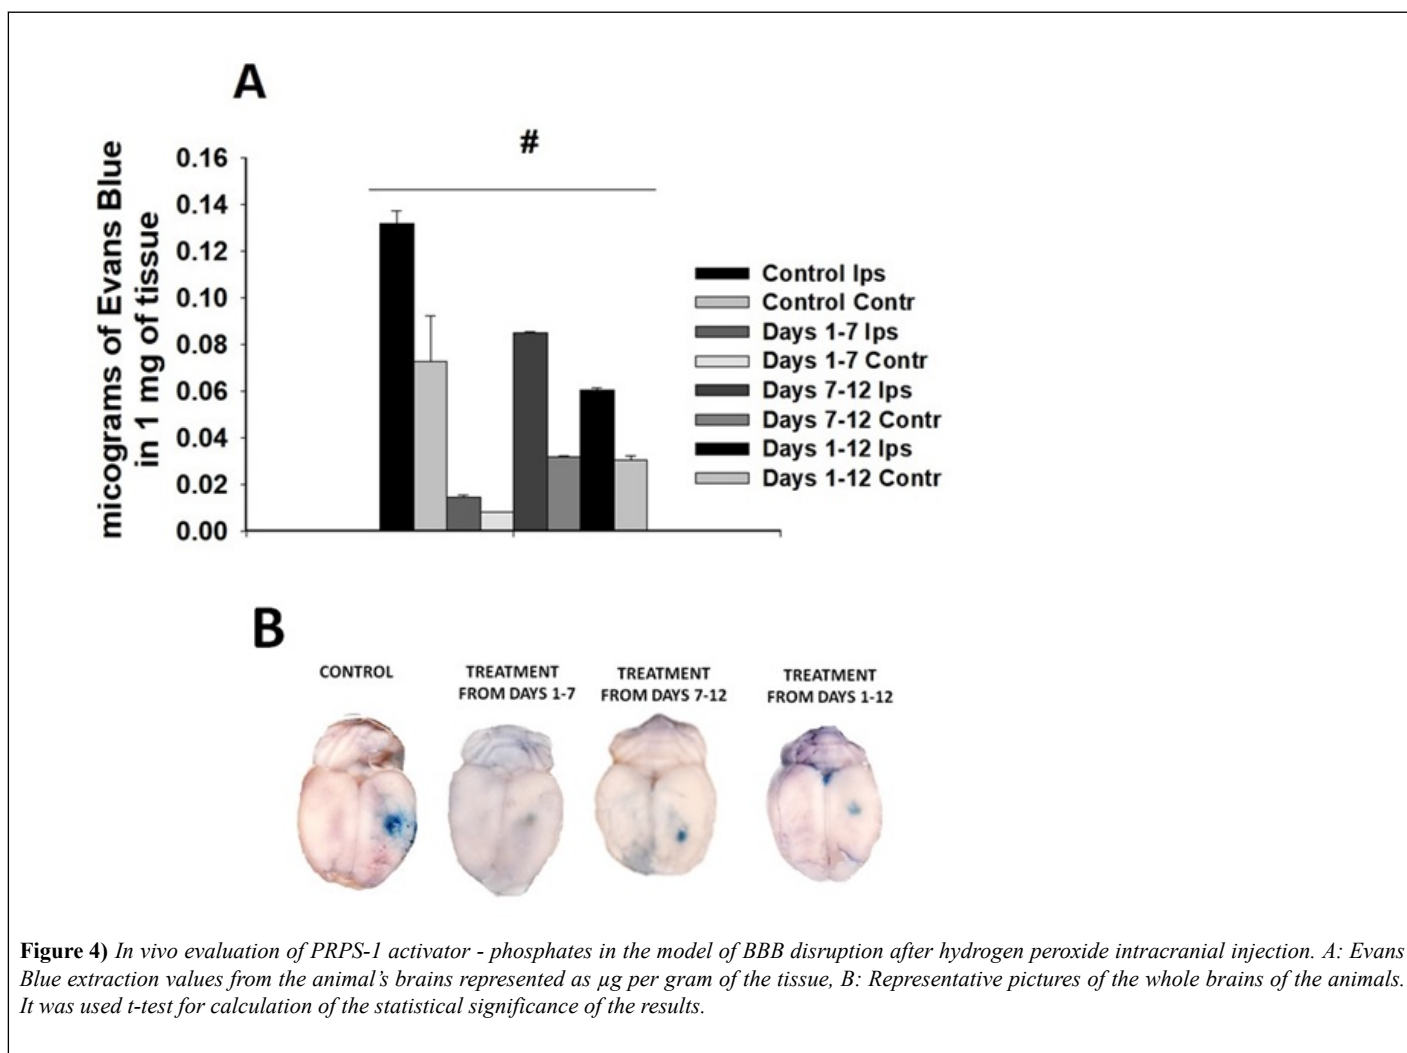 A
#
micograms of Evans Blue
in 1 mg of tissue
0.16
0.14
0.12
0.10
0.08
0.06
0.04
0.02
0.00
Control Ips
Control Contr
Days 1-7 Ips
Days 1-7 Contr
Days 7-12 Ips
Days 7-12 Contr
Days 1-12 Ips
Days 1-12 Contr
B
CONTROL
TREATMENT
FROM DAYS 1-7
TREATMENT
FROM DAYS 7-12
TREATMENT
FROM DAYS 1-12
Figure 4) In vivo evaluation of PRPS-1 activator - phosphates in the model of BBB disruption after hydrogen peroxide intracranial injection. A: Evans
Blue extraction values from the animal's brains represented as µg per gram of the tissue, B: Representative pictures of the whole brains of the animals.
It was used t-test for calculation of the statistical significance of the results.